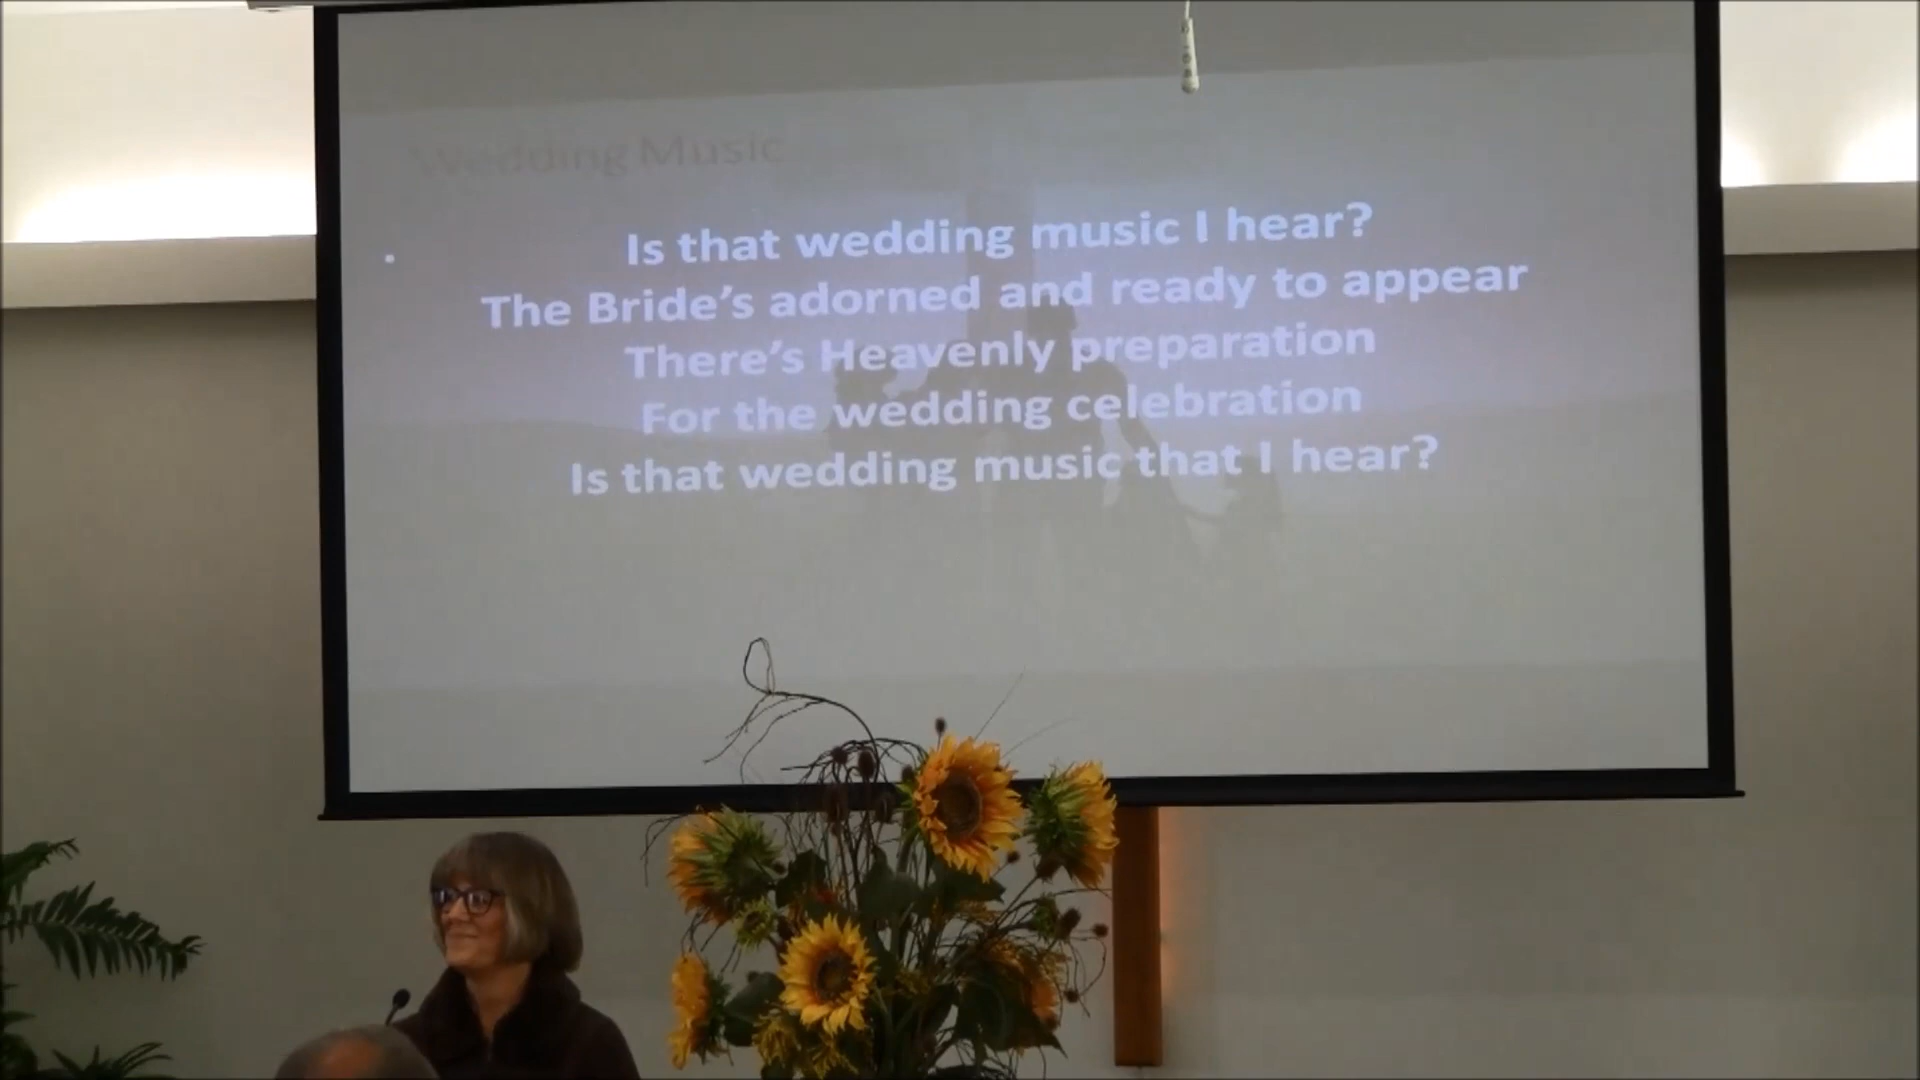 Wedding Music
Is that wedding music I hear?
The Bride's adorned and ready to appear
There's Heavenly preparation
For the wedding celebration
Is that wedding music that I hear?